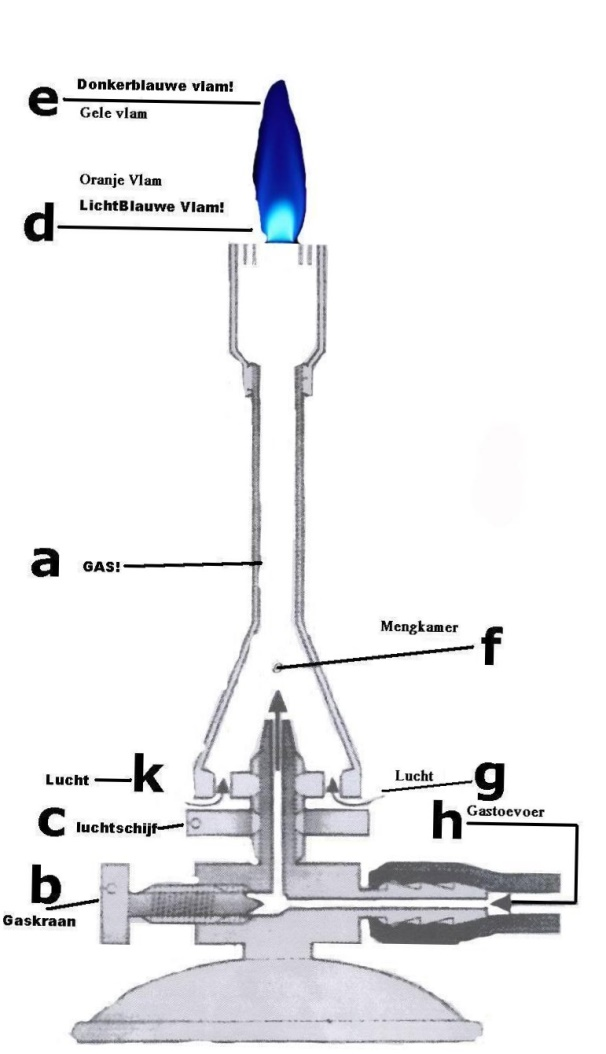 Donkerblauwe vlam!
e
Gele vlam
Oranje Vlam
LichtBlauwe Vlam!
d
a GAS!
Mengkamer
f
Lucht k
Lucht g
c luchtschijf
h Gastoevoer
b
Gaskraan